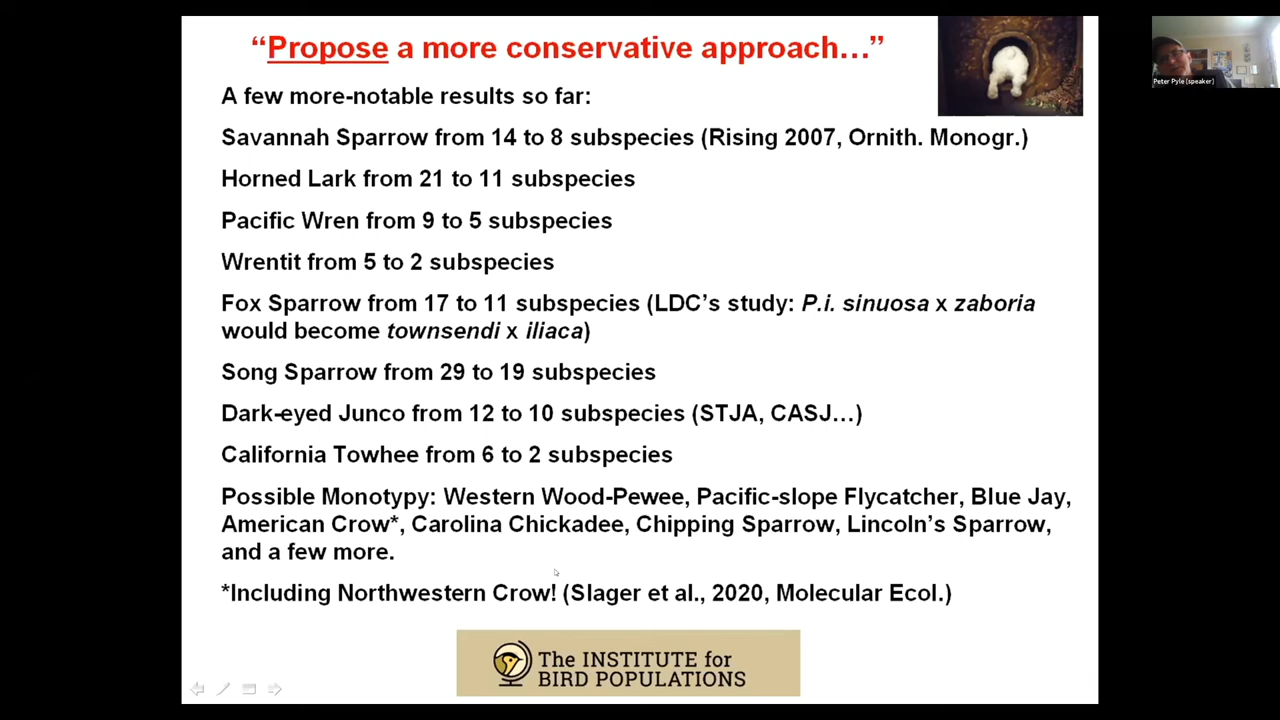 “Propose a more conservative approach…”
Peter Pyle (speaker)
A few more-notable results so far:
Savannah Sparrow from 14 to 8 subspecies (Rising 2007, Ornith. Monogr.)
Horned Lark from 21 to 11 subspecies
Pacific Wren from 9 to 5 subspecies
Wrentit from 5 to 2 subspecies
Fox Sparrow from 17 to 11 subspecies (LDC’s study: P.i. sinuosa x zaboria
would become townsendi x iliaca)
Song Sparrow from 29 to 19 subspecies
Dark-eyed Junco from 12 to 10 subspecies (STJA, CASJ…)
California Towhee from 6 to 2 subspecies
Possible Monotypy: Western Wood-Pewee, Pacific-slope Flycatcher, Blue Jay,
American Crow*, Carolina Chickadee, Chipping Sparrow, Lincoln’s Sparrow,
and a few more.
*Including Northwestern Crow! (Slager et al., 2020, Molecular Ecol.)
The INSTITUTE for
BIRD POPULATIONS